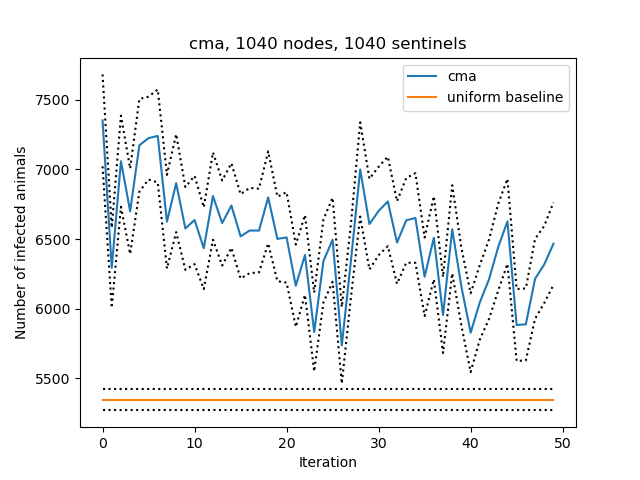 cma, 1040 nodes, 1040 sentinels
cma
uniform baseline
7500
7000
6500
6000
5500
Number of infected animals
0
10
20
30
40
50
Iteration